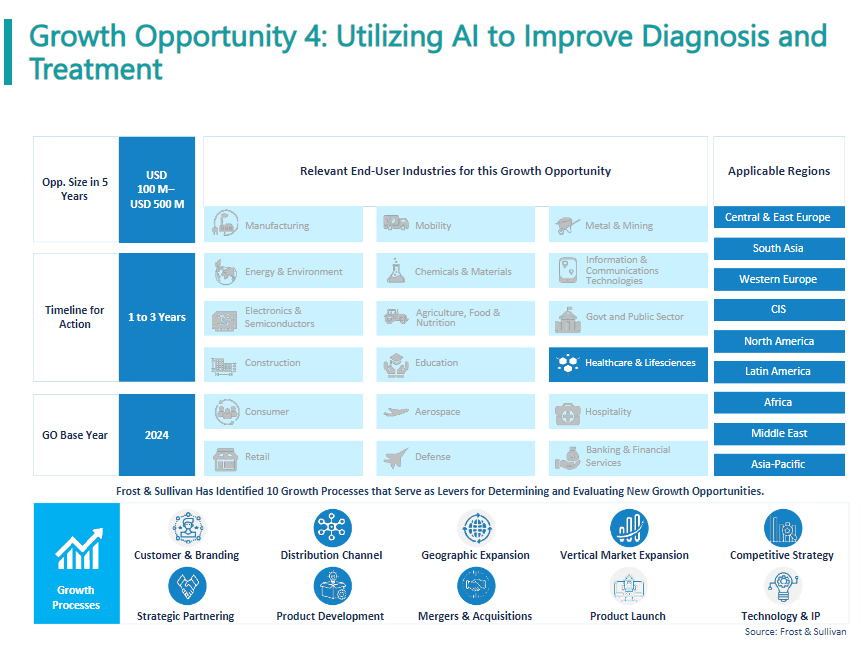 Growth Opportunity 4: Utilizing AI to Improve Diagnosis and
Treatment
Opp. Size in 5
Years
USD
100 M–
USD 500 M
Relevant End-User Industries for this Growth Opportunity
Applicable Regions
Manufacturing
Mobility
Metal & Mining
Central & East Europe
South Asia
Timeline for
Action
1 to 3 Years
Energy & Environment
Chemicals & Materials
Information &
Communications
Technologies
Western Europe
Electronics &
Semiconductors
Agriculture, Food &
Nutrition
Govt and Public Sector
CIS
North America
Construction
Education
Healthcare & Lifesciences
Latin America
GO Base Year
2024
Consumer
Aerospace
Hospitality
Africa
Middle East
Retail
Defense
Banking & Financial
Services
Asia-Pacific
Frost & Sullivan Has Identified 10 Growth Processes that Serve as Levers for Determining and Evaluating New Growth Opportunities.
Growth
Processes
Customer & Branding
Distribution Channel
Geographic Expansion
Vertical Market Expansion
Competitive Strategy
Strategic Partnering
Product Development
Mergers & Acquisitions
Product Launch
Technology & IP
Source: Frost & Sullivan